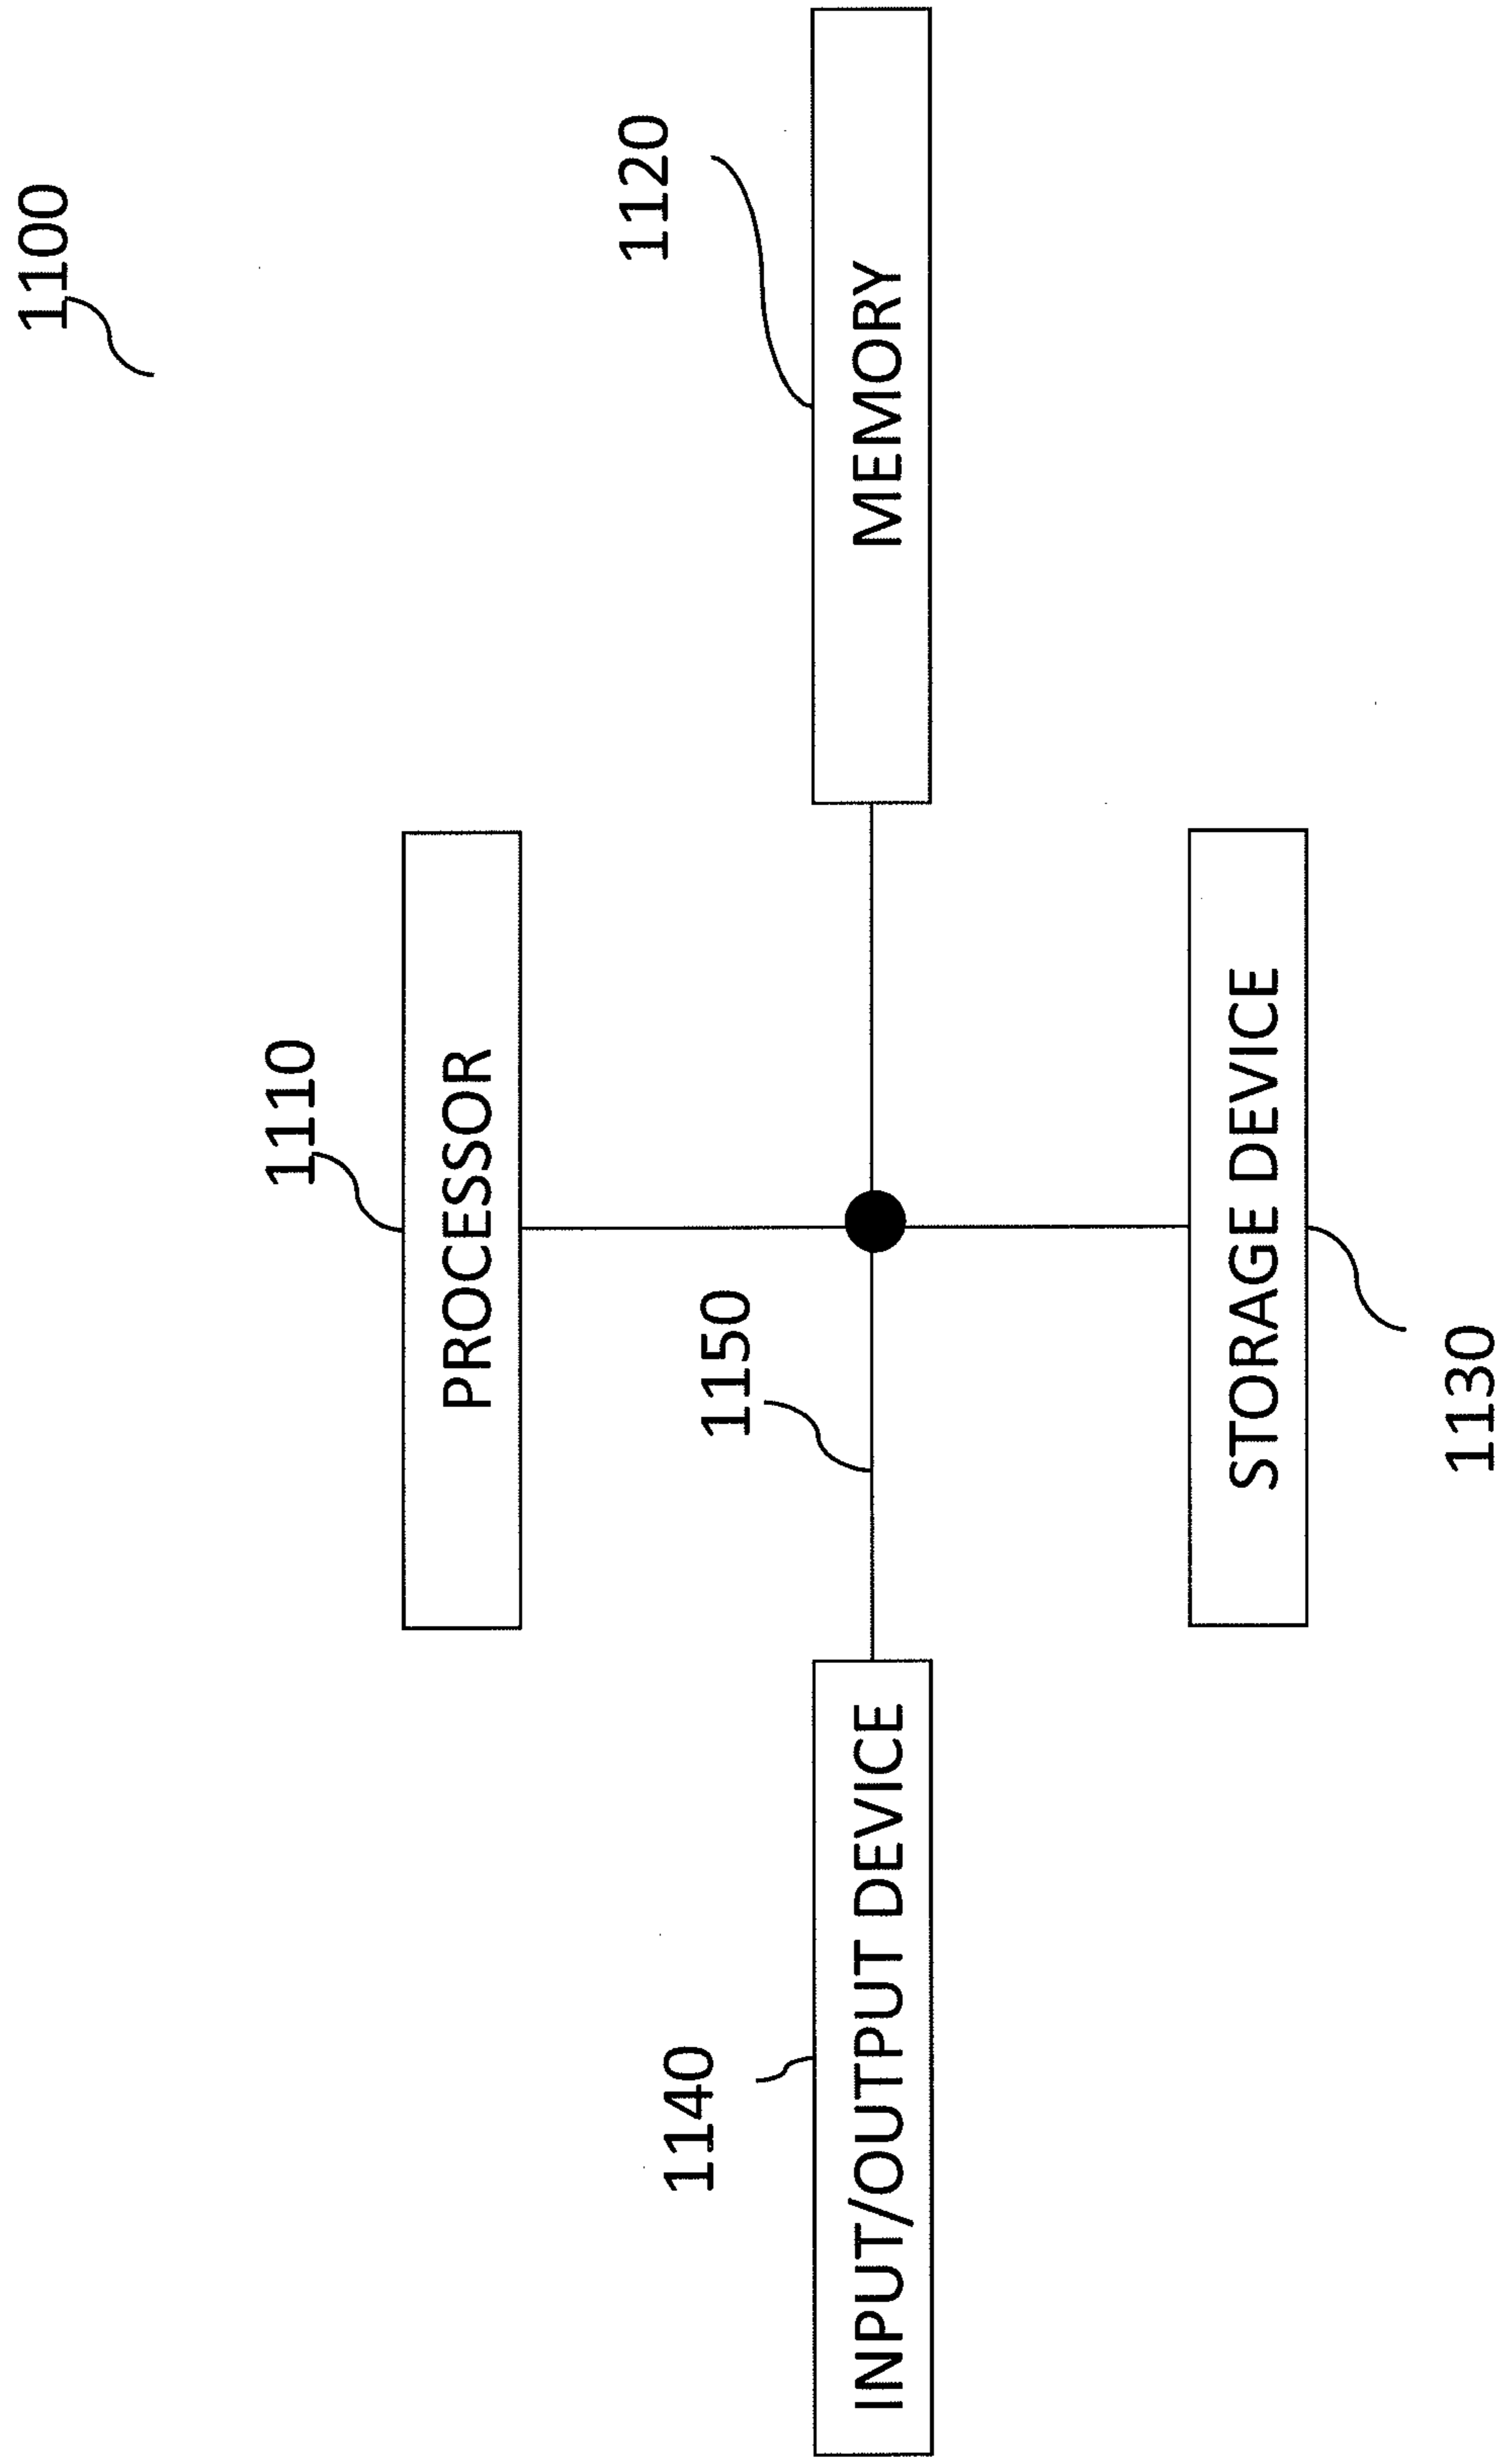 1100
1110
PROCESSOR
1120
1140
1150
INPUT/OUTPUT DEVICE
MEMORY
STORAGE DEVICE
1130